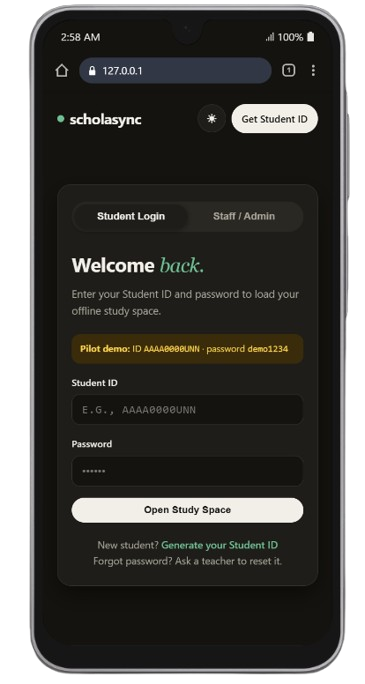 2:58 AM
100%
127.0.0.1
1
scholasync
Get Student ID
Student Login
Staff / Admin
Welcome back.
Enter your Student ID and password to load your
offline study space.
Pilot demo: ID AAAA0000UNN · password demo1234
Student ID
E.G., AAAA0000UNN
Password
••••••
Open Study Space
New student? Generate your Student ID
Forgot password? Ask a teacher to reset it.